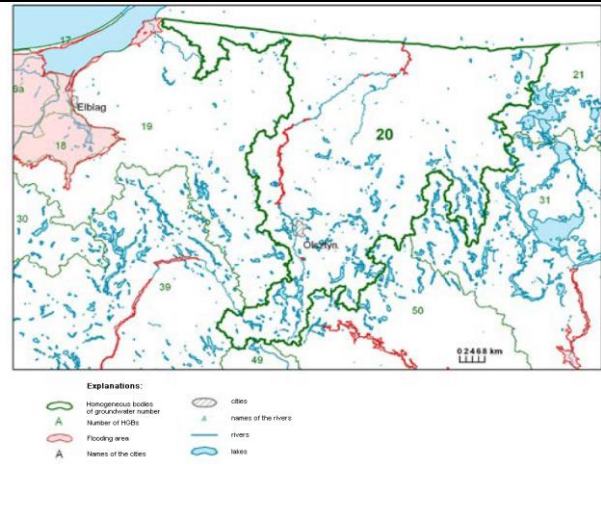 17
21
9a
Elbląg
19
20
18
31
30
Olsztyn
39
50
0 2 4 6 8 km
49
Explanations:
Homogeneous bodies
of groundwater number
A Number of HGBs
Flooding area
A Names of the cities
cities
names of the rivers
rivers
lakes